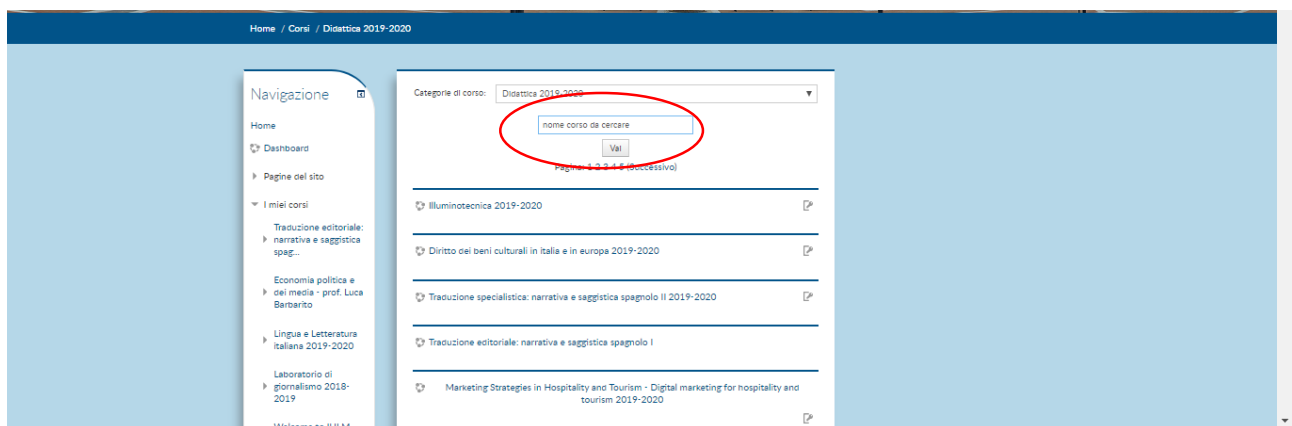 Home / Corsi / Didattica 2019-2020
Navigazione
Home
Dashboard
Pagine del sito
I miei corsi
Traduzione editoriale:
narrativa e saggistica
spag...
Economia politica e
dei media - prof. Luca
Barbarito
Lingua e Letteratura
italiana 2019-2020
Laboratorio di
giornalismo 2018-
2019
Categorie di corso: Didattica 2019-2020
nome corso da cercare
Vai
Pagina: 1 2 3 4 5 (Successivo)
Illuminotecnica 2019-2020
Diritto dei beni culturali in italia e in europa 2019-2020
Traduzione specialistica: narrativa e saggistica spagnolo II 2019-2020
Traduzione editoriale: narrativa e saggistica spagnolo I
Marketing Strategies in Hospitality and Tourism - Digital marketing for hospitality and
tourism 2019-2020